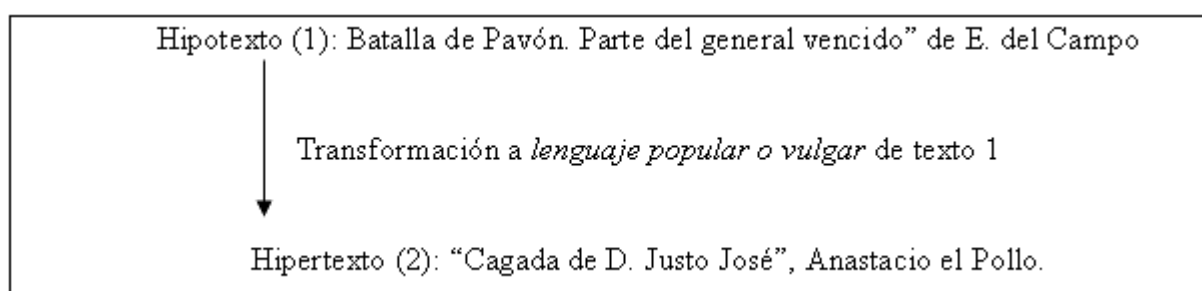 Hipotexto (1): Batalla de Pavón. Parte del general vencido” de E. del Campo
Transformación a lenguaje popular o vulgar de texto 1
Hipertexto (2): “Cagada de D. Justo José”, Anastacio el Pollo.